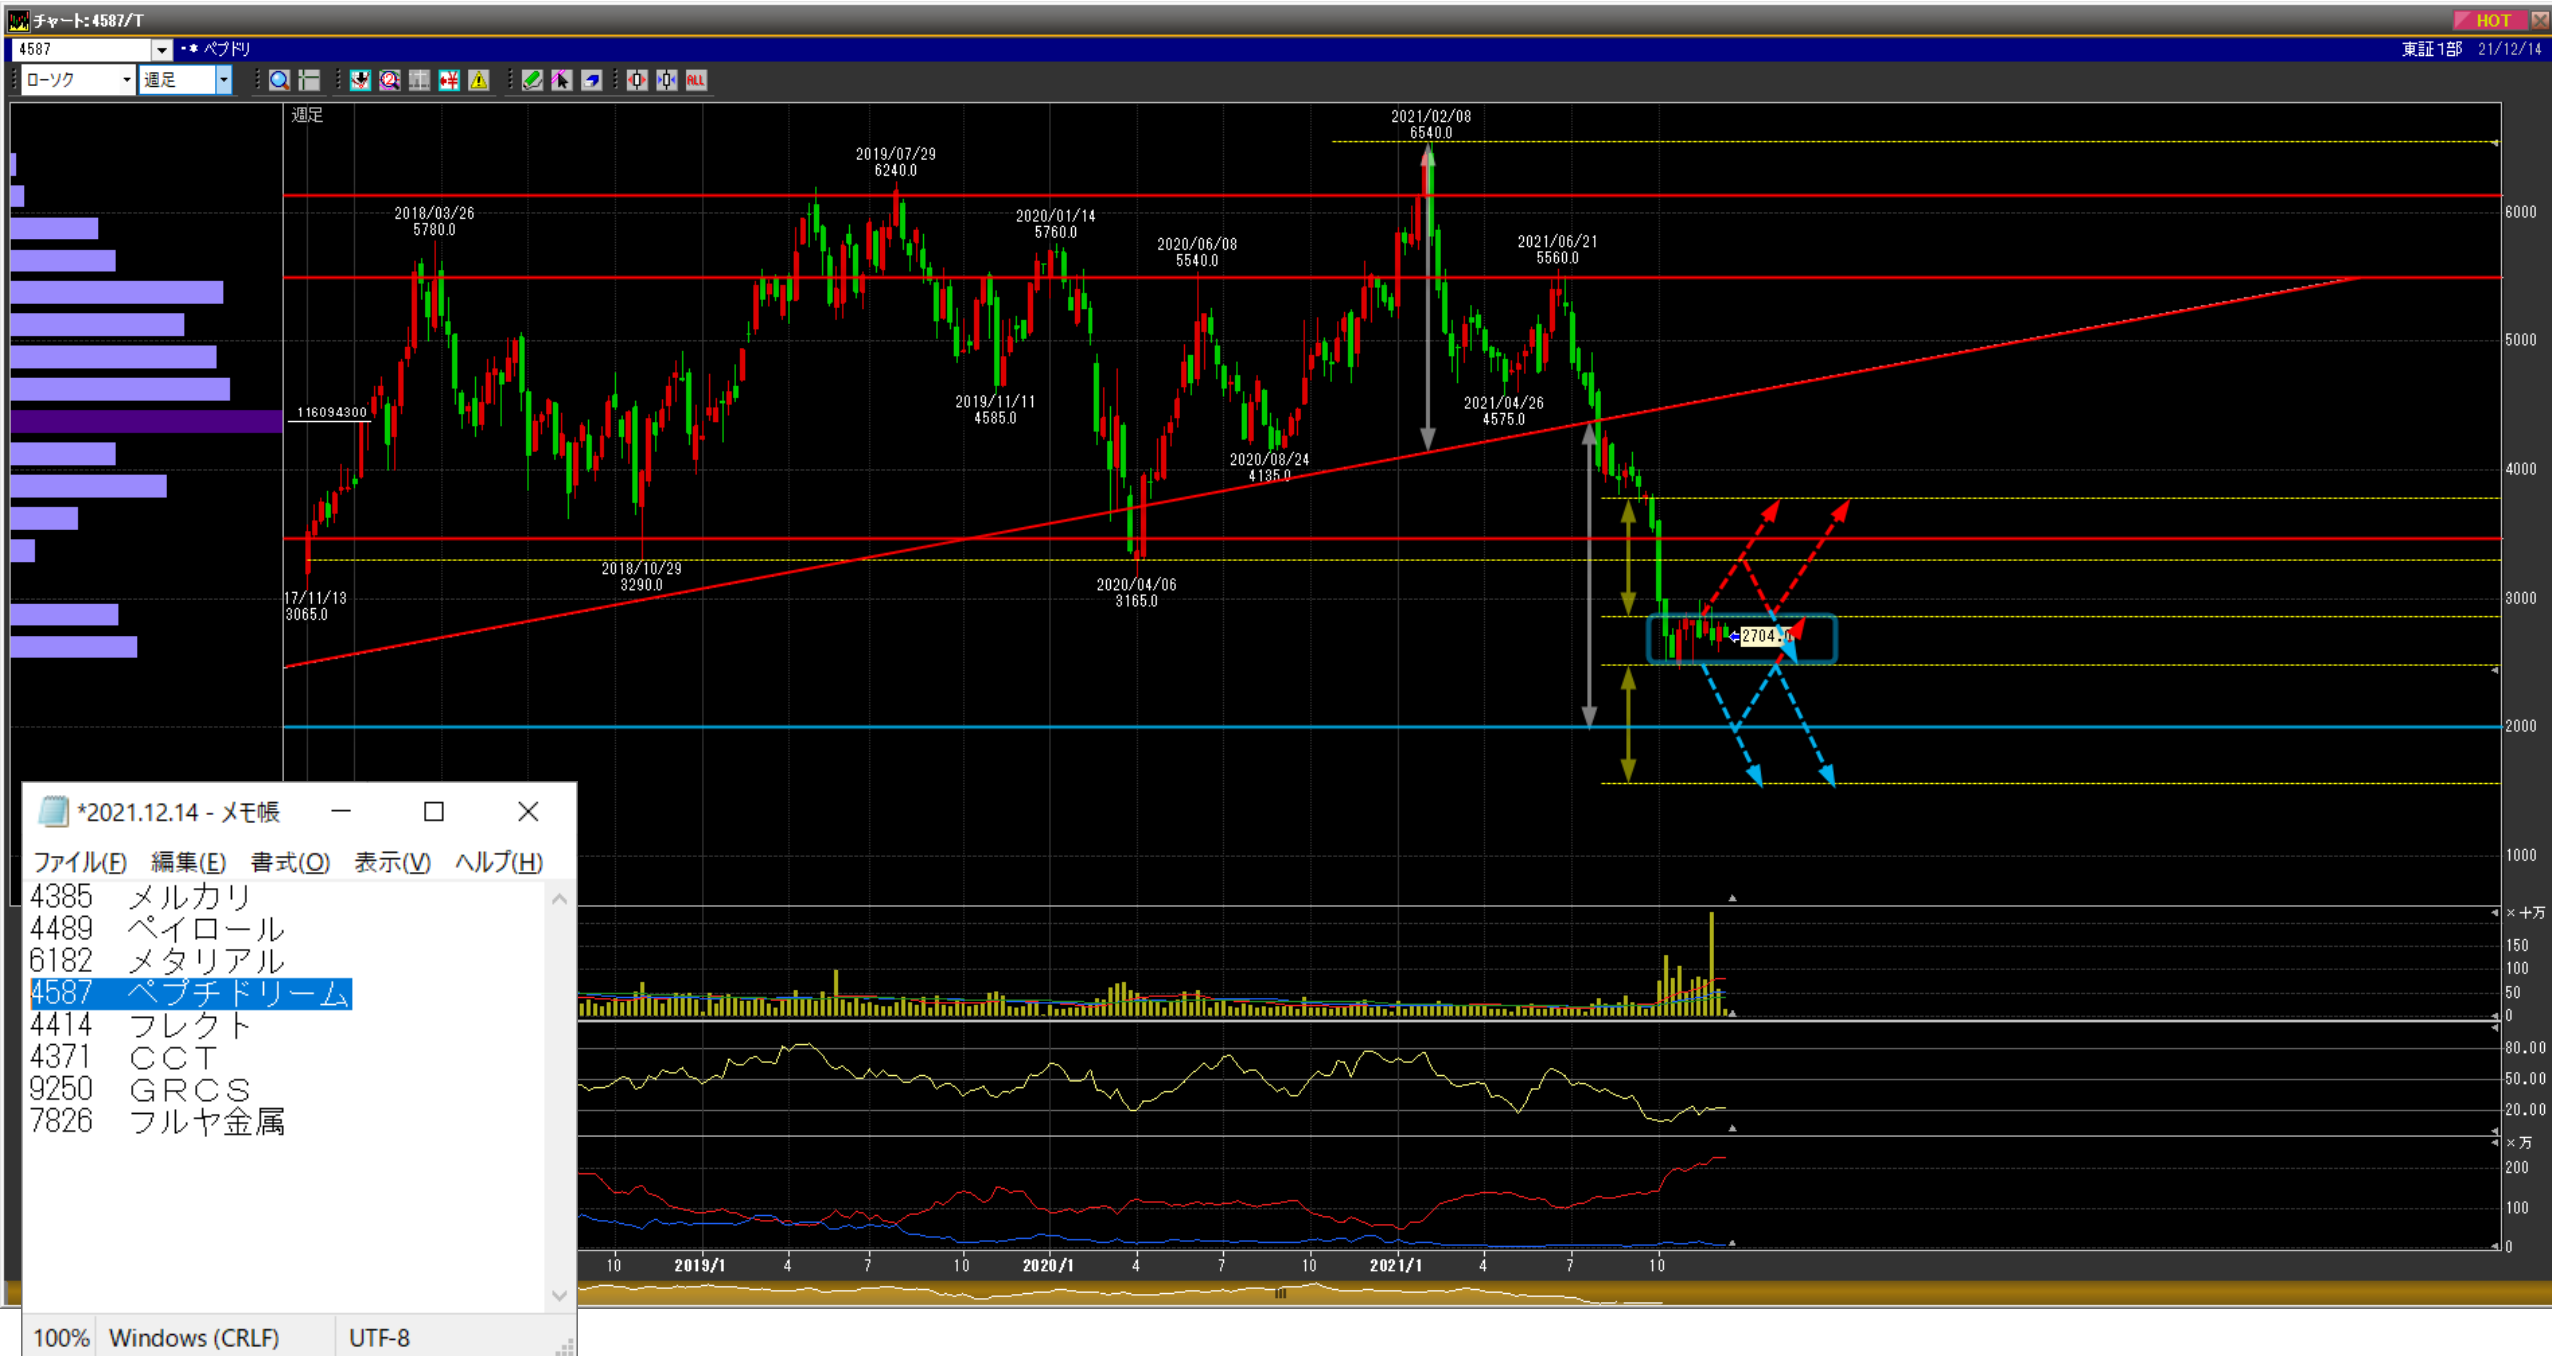 チャート:4587/T
HOT
4587
-* ペプドリ
東証1部 21/12/14
ローソク
週足
ALL
週足
2021/02/08
6540.0
2019/07/29
6240.0
2018/03/26
5780.0
2020/01/14
5760.0
2020/06/08
5540.0
2021/06/21
5560.0
6000
5000
116094300
2019/11/11
4585.0
2021/04/26
4575.0
2020/08/24
4135.0
4000
2018/10/29
3290.0
2020/04/06
3165.0
17/11/13
3065.0
3000
2704.0
2000
1000
*2021.12.14 - メモ帳
ファイル(F) 編集(E) 書式(O) 表示(V) ヘルプ(H)
4385 メルカリ
4489 ペイロール
6182 メタリアル
4587 ペプチドリーム
4414 フレクト
4371 CCT
9250 GRCS
7826 フルヤ金属
100% Windows (CRLF) UTF-8
×十万
150
100
50
0
80.00
50.00
20.00
×万
200
100
0
10 2019/1 4 7 10 2020/1 4 7 10 2021/1 4 7 10